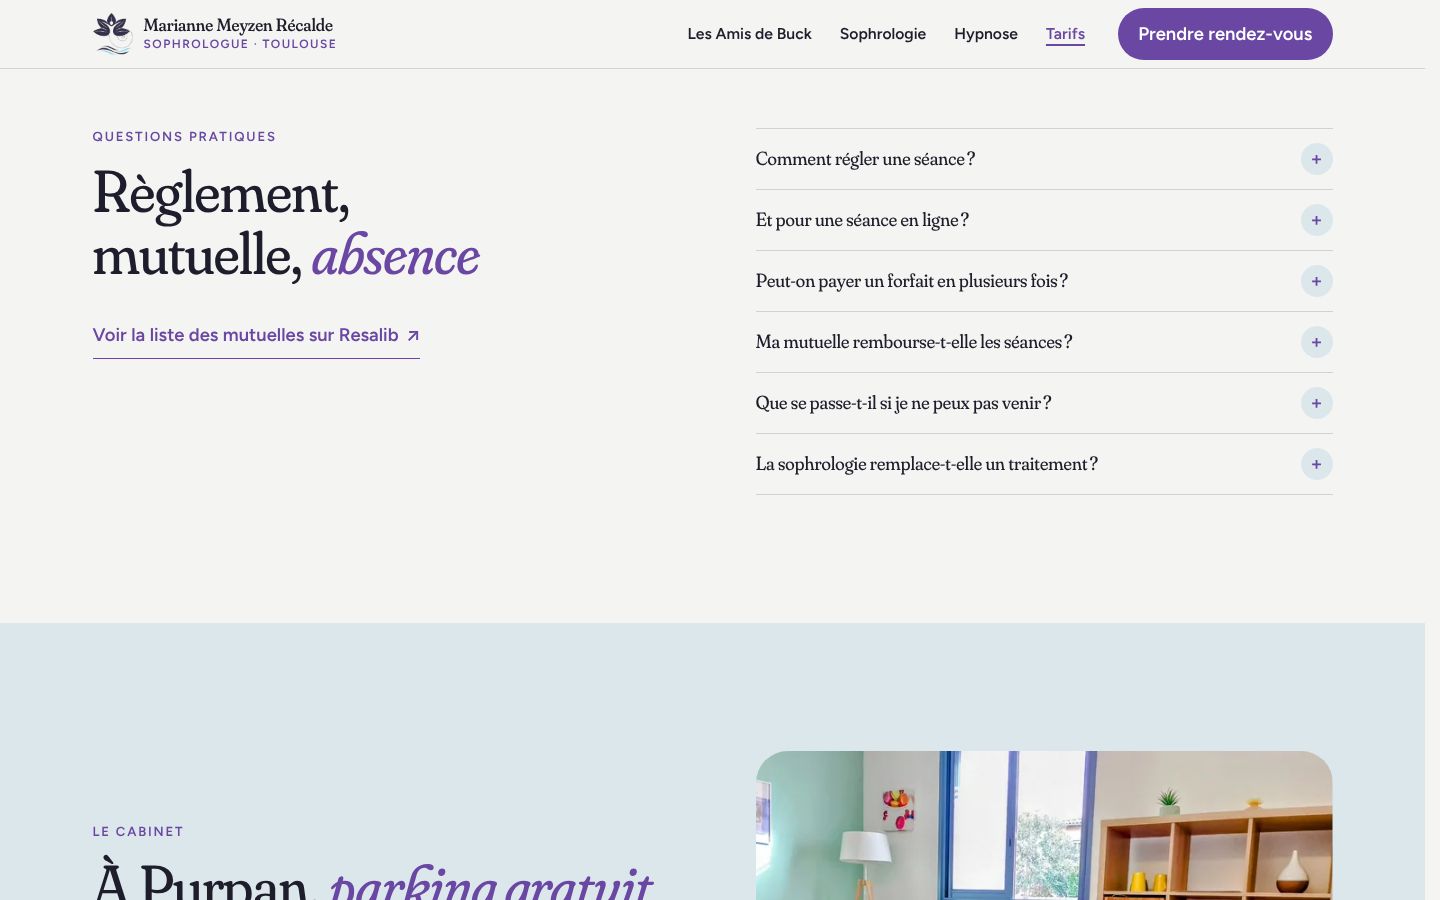 Marianne Meyzen Récalde
SOPHROLOGUE · TOULOUSE
Les Amis de Buck
Sophrologie
Hypnose
Tarifs
Prendre rendez-vous
QUESTIONS PRATIQUES
Règlement,
mutuelle, absence
Voir la liste des mutuelles sur Resalib
Comment régler une séance ?
Et pour une séance en ligne ?
Peut-on payer un forfait en plusieurs fois ?
Ma mutuelle rembourse-t-elle les séances ?
Que se passe-t-il si je ne peux pas venir ?
La sophrologie remplace-t-elle un traitement ?
LE CABINET
À Purpan, parking gratuit